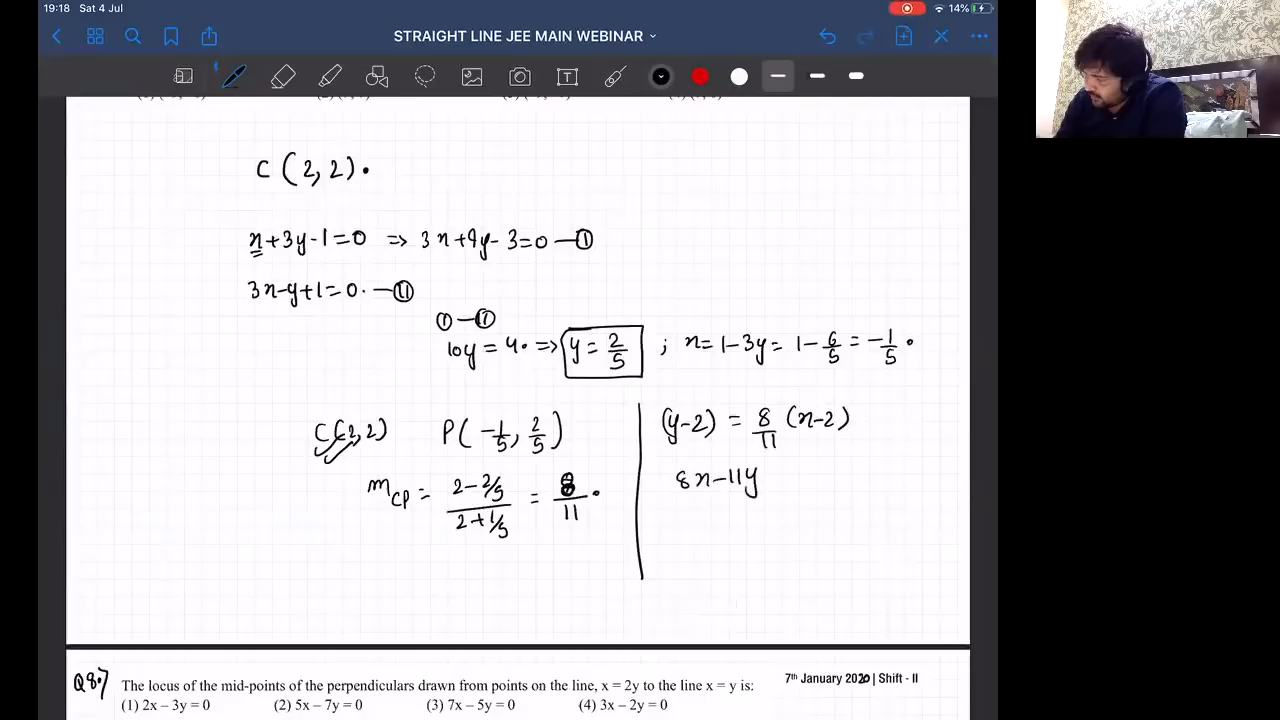 19:18 Sat 4 Jul
14%
STRAIGHT LINE JEE MAIN WEBINAR
C (2,2).
x+3y-1=0 => 3x+9y-3=0 —①
3x-y+1=0. —⑪
① —⑪
10y = 4. => y = 2/5 ; x = 1-3y = 1 - 6/5 = -1/5.
C(2,2) P(-1/5, 2/5)
m_CP = (2-2/5)/(2+1/5) = 8/11.
(y-2) = 8/11 (x-2)
8x-11y
Q8.7 The locus of the mid-points of the perpendiculars drawn from points on the line, x = 2y to the line x = y is:
7th January 2020 | Shift - II
(1) 2x – 3y = 0 (2) 5x – 7y = 0 (3) 7x – 5y = 0 (4) 3x – 2y = 0